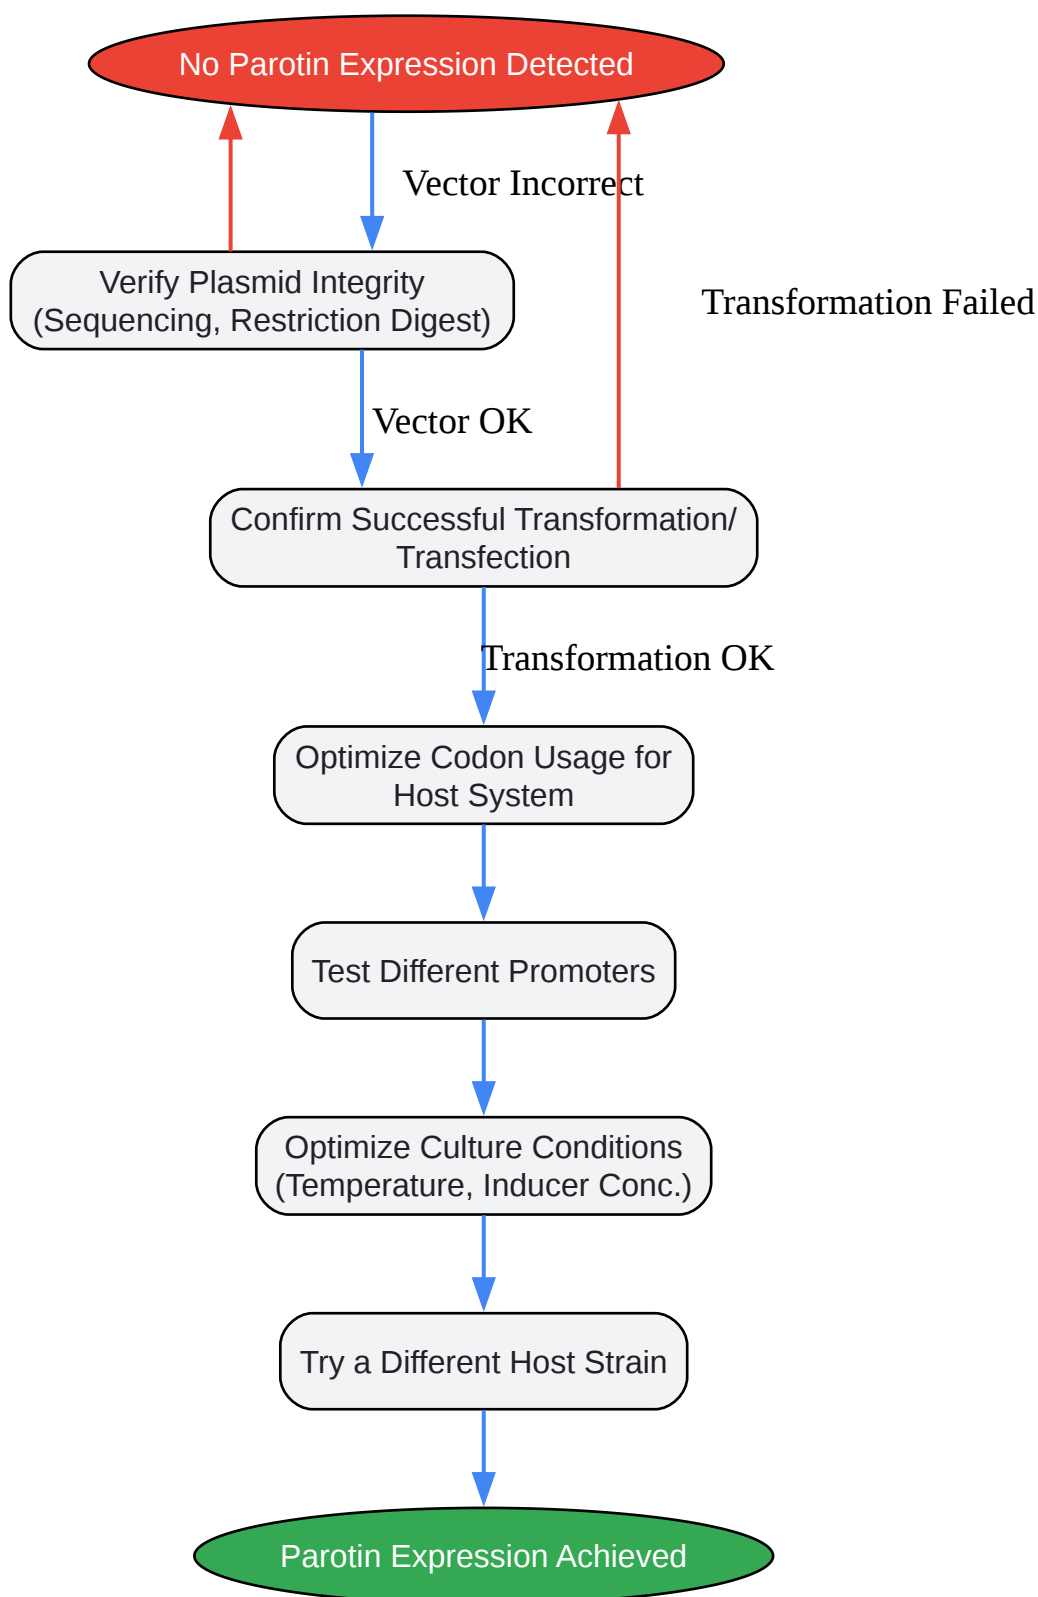 No Parotin Expression Detected
Vector Incorrect
Verify Plasmid Integrity
(Sequencing, Restriction Digest)
Transformation Failed
Vector OK
Confirm Successful Transformation/
Transfection
Transformation OK
Optimize Codon Usage for
Host System
Test Different Promoters
Optimize Culture Conditions
(Temperature, Inducer Conc.)
Try a Different Host Strain
Parotin Expression Achieved